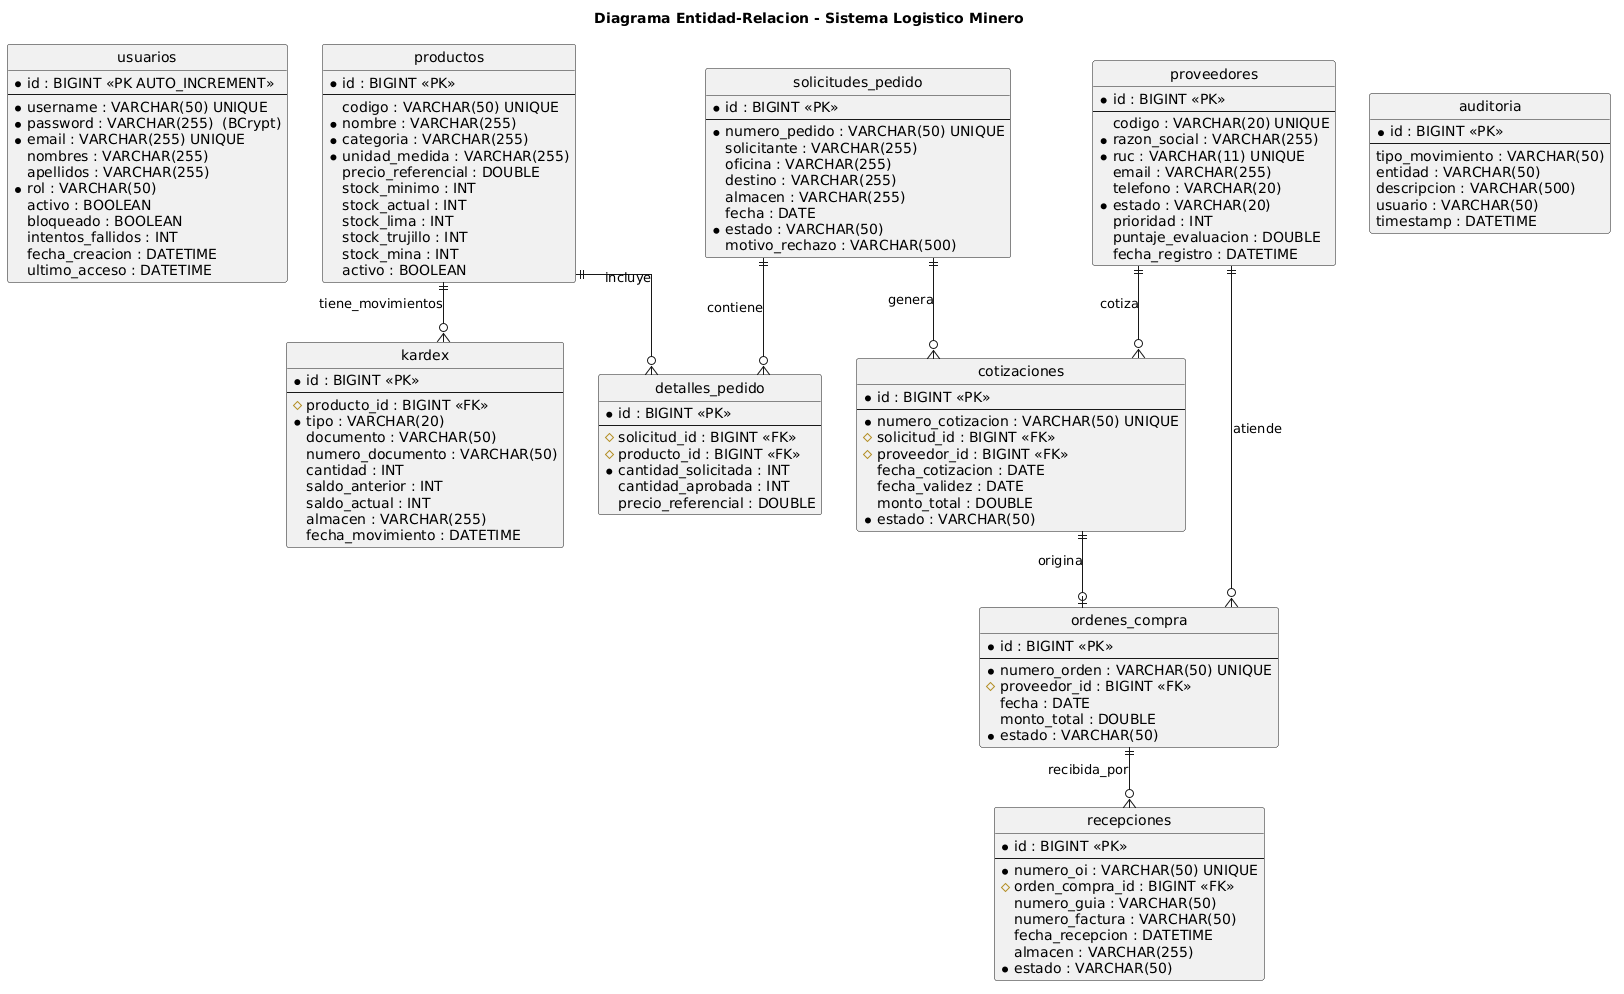 Diagrama Entidad-Relacion - Sistema Logistico Minero
usuarios
id : BIGINT «PK AUTO_INCREMENT»
username : VARCHAR(50) UNIQUE
password : VARCHAR(255)  (BCrypt)
email : VARCHAR(255) UNIQUE
nombres : VARCHAR(255)
apellidos : VARCHAR(255)
rol : VARCHAR(50)
activo : BOOLEAN
bloqueado : BOOLEAN
intentos_fallidos : INT
fecha_creacion : DATETIME
ultimo_acceso : DATETIME
productos
id : BIGINT «PK»
codigo : VARCHAR(50) UNIQUE
nombre : VARCHAR(255)
categoria : VARCHAR(255)
unidad_medida : VARCHAR(255)
precio_referencial : DOUBLE
stock_minimo : INT
stock_actual : INT
stock_lima : INT
stock_trujillo : INT
stock_mina : INT
activo : BOOLEAN
solicitudes_pedido
id : BIGINT «PK»
numero_pedido : VARCHAR(50) UNIQUE
solicitante : VARCHAR(255)
oficina : VARCHAR(255)
destino : VARCHAR(255)
almacen : VARCHAR(255)
fecha : DATE
estado : VARCHAR(50)
motivo_rechazo : VARCHAR(500)
proveedores
id : BIGINT «PK»
codigo : VARCHAR(20) UNIQUE
razon_social : VARCHAR(255)
ruc : VARCHAR(11) UNIQUE
email : VARCHAR(255)
telefono : VARCHAR(20)
estado : VARCHAR(20)
prioridad : INT
puntaje_evaluacion : DOUBLE
fecha_registro : DATETIME
auditoria
id : BIGINT «PK»
tipo_movimiento : VARCHAR(50)
entidad : VARCHAR(50)
descripcion : VARCHAR(500)
usuario : VARCHAR(50)
timestamp : DATETIME
tiene_movimientos
incluye
contiene
genera
cotiza
atiende
kardex
id : BIGINT «PK»
producto_id : BIGINT «FK»
tipo : VARCHAR(20)
documento : VARCHAR(50)
numero_documento : VARCHAR(50)
cantidad : INT
saldo_anterior : INT
saldo_actual : INT
almacen : VARCHAR(255)
fecha_movimiento : DATETIME
detalles_pedido
id : BIGINT «PK»
solicitud_id : BIGINT «FK»
producto_id : BIGINT «FK»
cantidad_solicitada : INT
cantidad_aprobada : INT
precio_referencial : DOUBLE
cotizaciones
id : BIGINT «PK»
numero_cotizacion : VARCHAR(50) UNIQUE
solicitud_id : BIGINT «FK»
proveedor_id : BIGINT «FK»
fecha_cotizacion : DATE
fecha_validez : DATE
monto_total : DOUBLE
estado : VARCHAR(50)
origina
ordenes_compra
id : BIGINT «PK»
numero_orden : VARCHAR(50) UNIQUE
proveedor_id : BIGINT «FK»
fecha : DATE
monto_total : DOUBLE
estado : VARCHAR(50)
recibida_por
recepciones
id : BIGINT «PK»
numero_oi : VARCHAR(50) UNIQUE
orden_compra_id : BIGINT «FK»
numero_guia : VARCHAR(50)
numero_factura : VARCHAR(50)
fecha_recepcion : DATETIME
almacen : VARCHAR(255)
estado : VARCHAR(50)